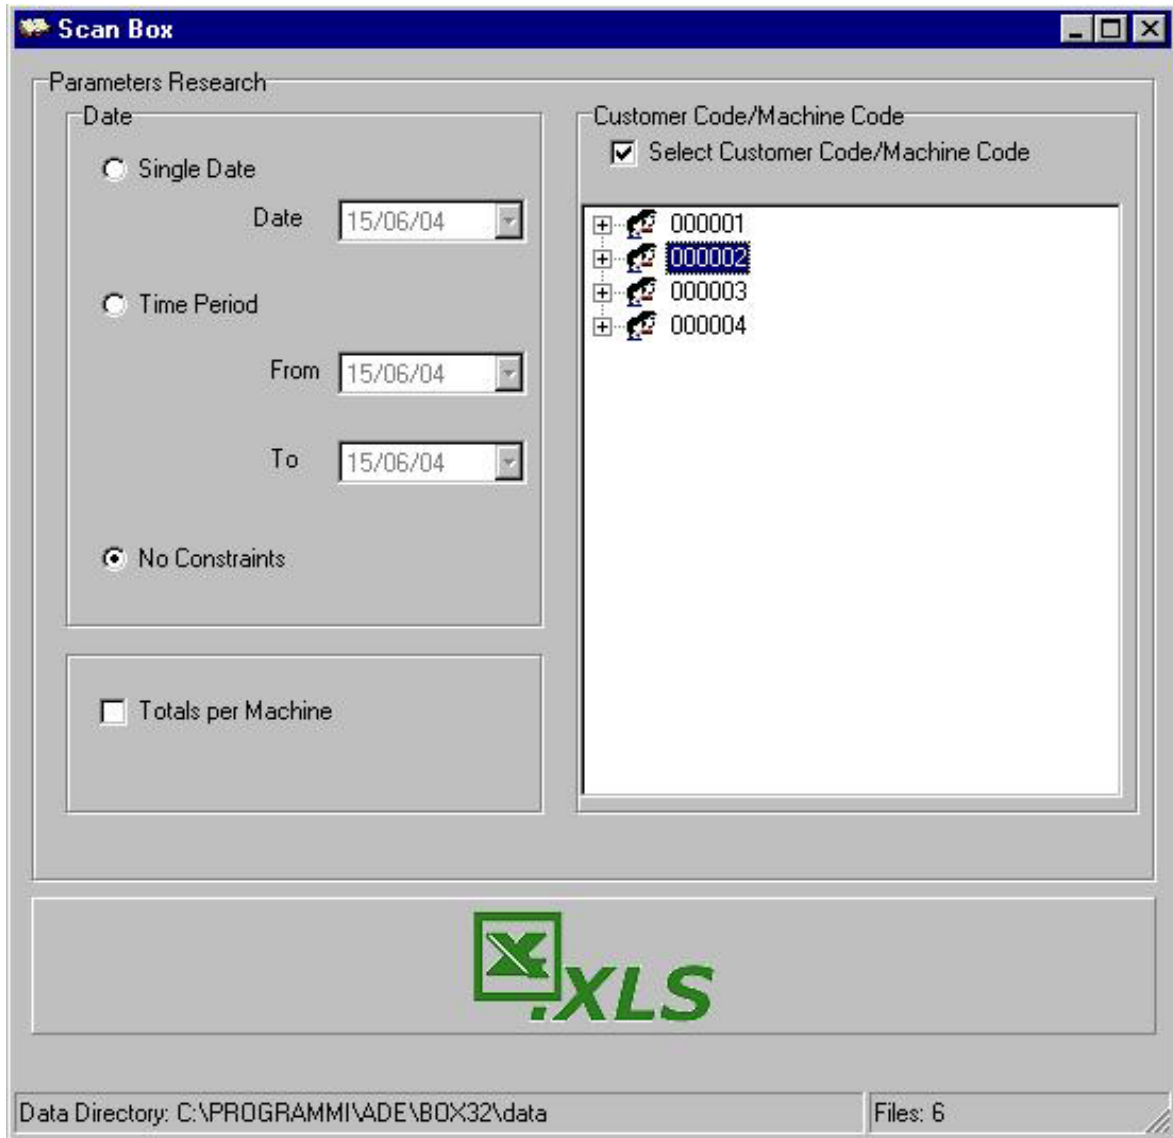 Scan Box
Parameters Research
Date
Single Date
Date 15/06/04
Time Period
From 15/06/04
To 15/06/04
No Constraints
Totals per Machine
Customer Code/Machine Code
Select Customer Code/Machine Code
000001
000002
000003
000004
.XLS
Data Directory: C:\PROGRAMMI\ADE\BOX32\data
Files: 6